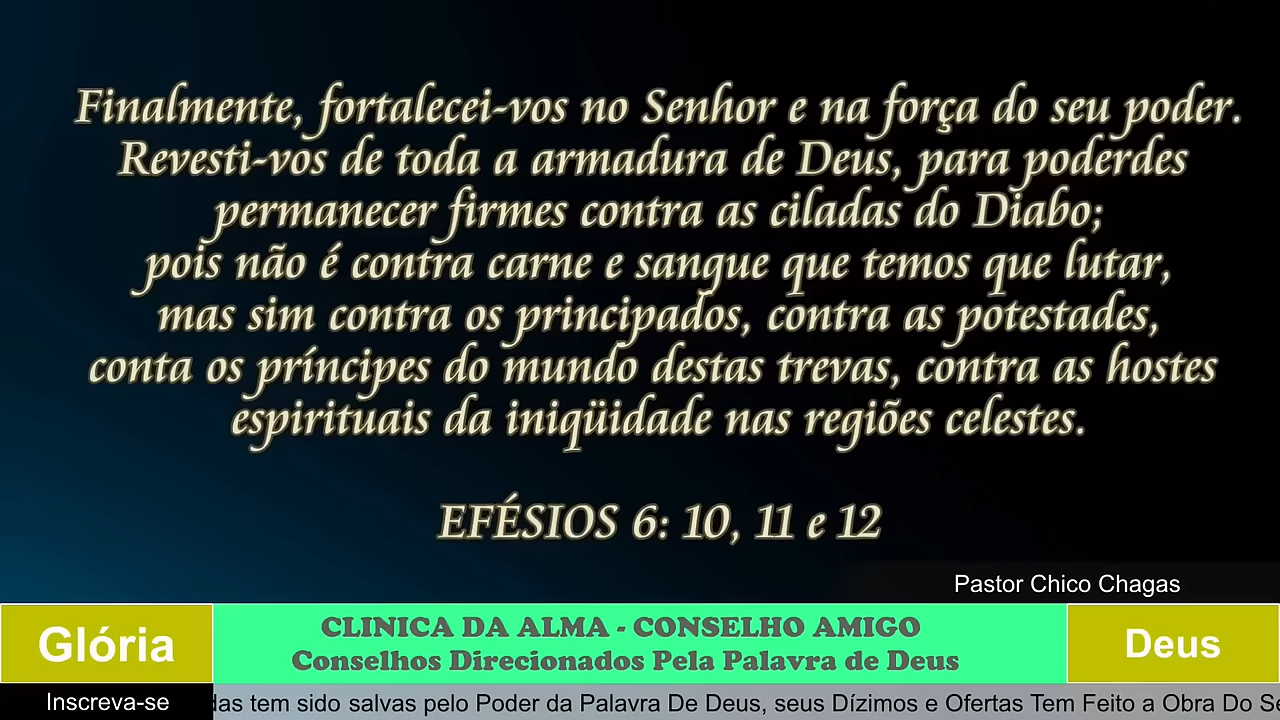 Finalmente, fortalecei-vos no Senhor e na força do seu poder.
Revesti-vos de toda a armadura de Deus, para poderdes
permanecer firmes contra as ciladas do Diabo;
pois não é contra carne e sangue que temos que lutar,
mas sim contra os principados, contra as potestades,
conta os príncipes do mundo destas trevas, contra as hostes
espirituais da iniqüidade nas regiões celestes.
EFÉSIOS 6: 10, 11 e 12
Pastor Chico Chagas
Glória
CLINICA DA ALMA - CONSELHO AMIGO
Conselhos Direcionados Pela Palavra de Deus
Deus
Inscreva-se
tem sido salvas pelo Poder da Palavra De Deus, seus Dízimos e Ofertas Tem Feito a Obra Do